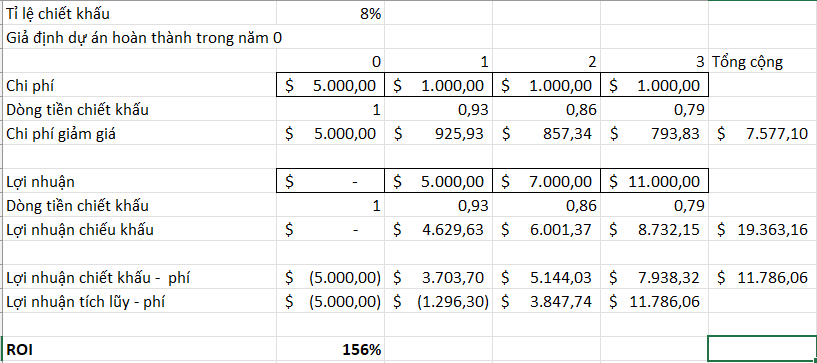 Tỉ lệ chiết khấu 8%
Giả định dự án hoàn thành trong năm 0
0 1 2 3 Tổng cộng
Chi phí $ 5.000,00 $ 1.000,00 $ 1.000,00 $ 1.000,00
Dòng tiền chiết khấu 1 0,93 0,86 0,79
Chi phí giảm giá $ 5.000,00 $ 925,93 $ 857,34 $ 793,83 $ 7.577,10
Lợi nhuận $ - $ 5.000,00 $ 7.000,00 $ 11.000,00
Dòng tiền chiết khấu 1 0,93 0,86 0,79
Lợi nhuận chiếu khấu $ - $ 4.629,63 $ 6.001,37 $ 8.732,15 $ 19.363,16
Lợi nhuận chiết khấu - phí $ (5.000,00) $ 3.703,70 $ 5.144,03 $ 7.938,32 $ 11.786,06
Lợi nhuận tích lũy - phí $ (5.000,00) $ (1.296,30) $ 3.847,74 $ 11.786,06
ROI 156%